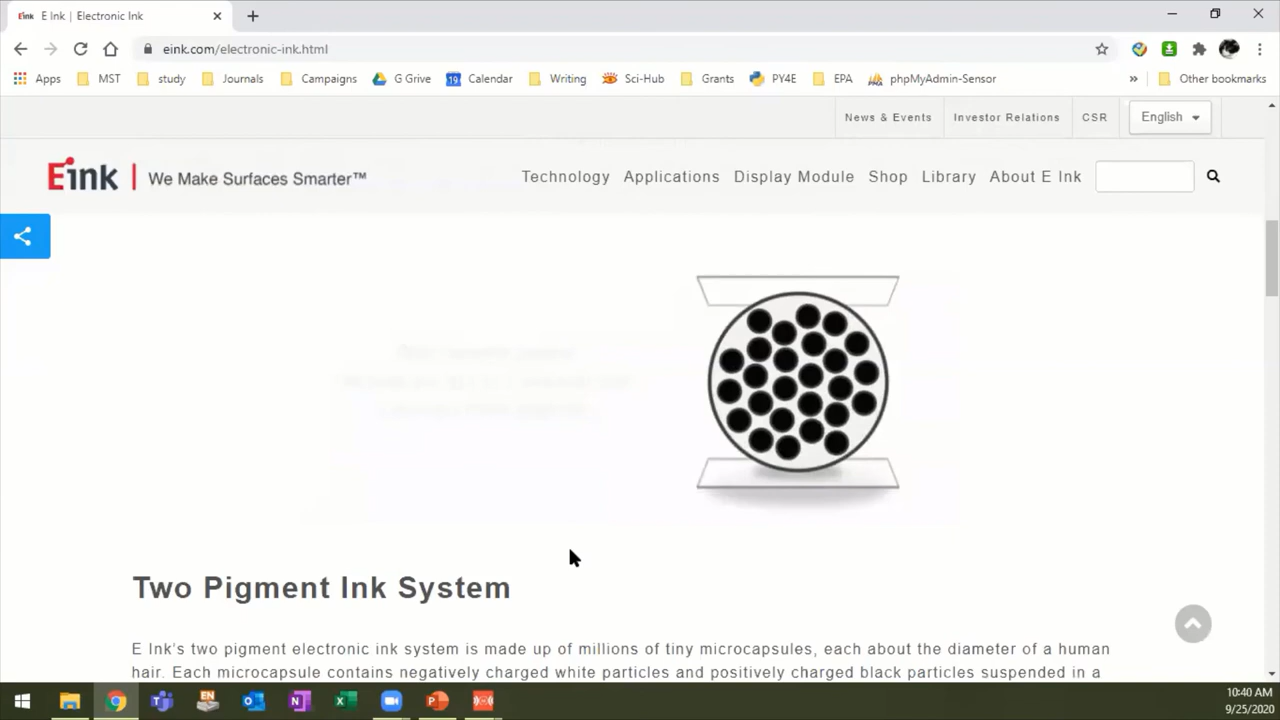 Eink E Ink | Electronic Ink
eink.com/electronic-ink.html
Apps MST study Journals Campaigns G Grive 19 Calendar Writing Sci-Hub Grants PY4E EPA phpMyAdmin-Sensor » Other bookmarks
News & Events Investor Relations CSR English
Eink | We Make Surfaces Smarter™ Technology Applications Display Module Shop Library About E Ink
Two Pigment Ink System
E Ink's two pigment electronic ink system is made up of millions of tiny microcapsules, each about the diameter of a human
hair. Each microcapsule contains negatively charged white particles and positively charged black particles suspended in a
EN
10:40 AM
9/25/2020